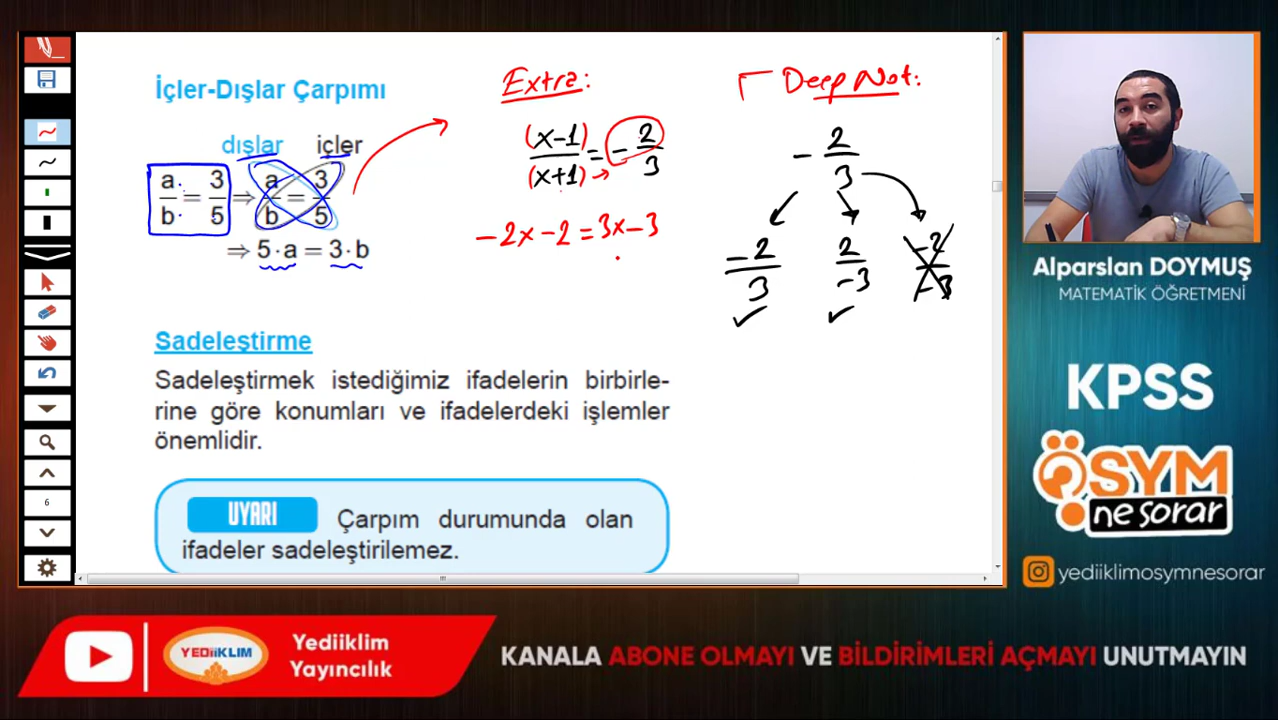 İçler-Dışlar Çarpımı
dışlar içler
a/b = 3/5 ⇒ a/b = 3/5
⇒ 5·a = 3·b
Extra:
(x-1)/(x+1) = -2/3
-2x-2=3x-3
Deep Not:
-2/3
-2/3 2/-3 -2/-3
Sadeleştirme
Sadeleştirmek istediğimiz ifadelerin birbirle-
rine göre konumları ve ifadelerdeki işlemler
önemlidir.
UYARI Çarpım durumunda olan
ifadeler sadeleştirilemez.
6
Alparslan DOYMUŞ
MATEMATİK ÖĞRETMENİ
KPSS
ÖSYM
ne sorar
yediiklimosymnesorar
YEDİİKLİM
Yediiklim
Yayıncılık
KANALA ABONE OLMAYI VE BİLDİRİMLERİ AÇMAYI UNUTMAYIN